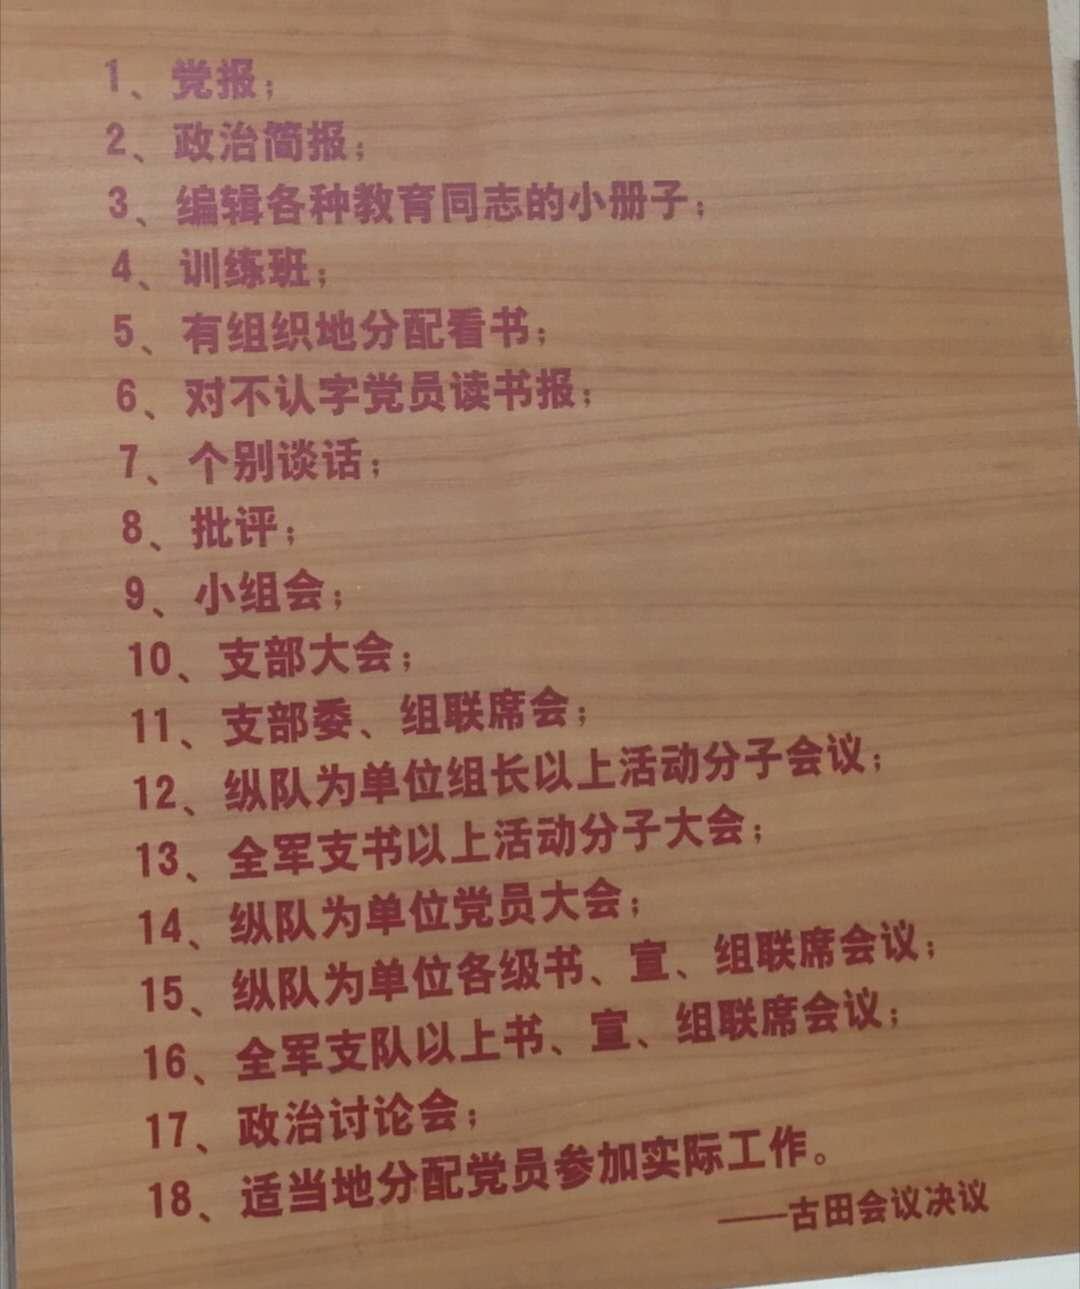 1、党报；
2、政治简报；
3、编辑各种教育同志的小册子；
4、训练班；
5、有组织地分配看书；
6、对不认字党员读书报；
7、个别谈话；
8、批评；
9、小组会；
10、支部大会；
11、支部委、组联席会；
12、纵队为单位组长以上活动分子会议；
13、全军支书以上活动分子大会；
14、纵队为单位党员大会；
15、纵队为单位各级书、宣、组联席会议；
16、全军支队以上书、宣、组联席会议；
17、政治讨论会；
18、适当地分配党员参加实际工作。
——古田会议决议